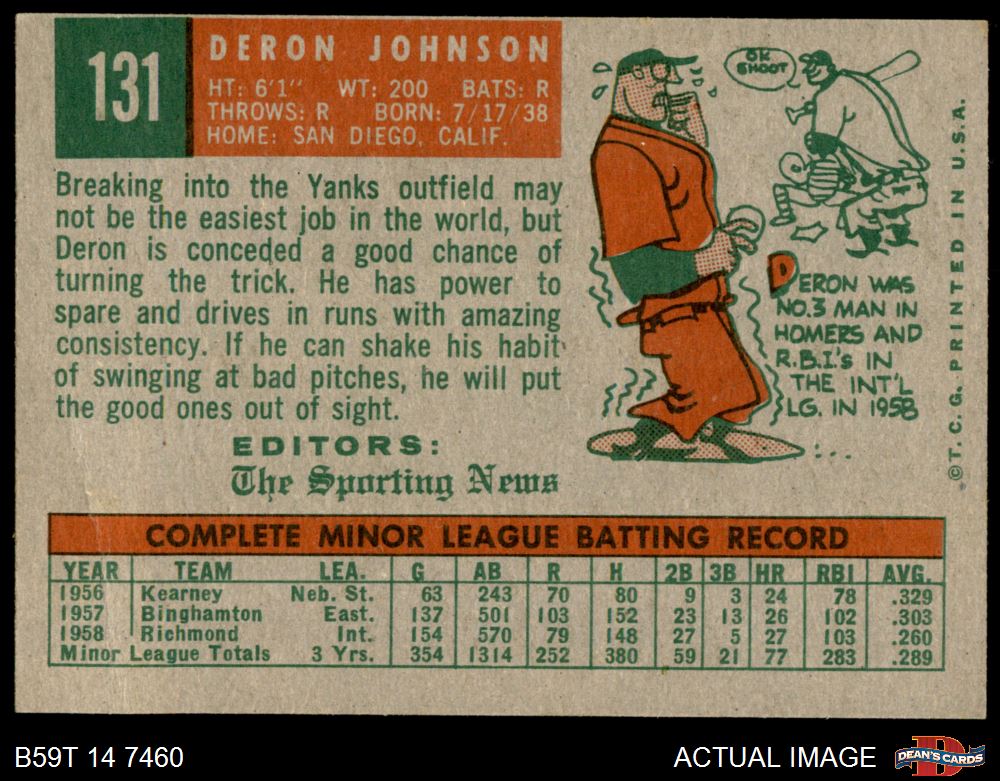 131
DERON JOHNSON
HT: 6'1" WT: 200 BATS: R
THROWS: R BORN: 7/17/38
HOME: SAN DIEGO, CALIF.
Breaking into the Yanks outfield may
not be the easiest job in the world, but
Deron is conceded a good chance of
turning the trick. He has power to
spare and drives in runs with amazing
consistency. If he can shake his habit
of swinging at bad pitches, he will put
the good ones out of sight.
EDITORS:
The Sporting News
OK
SHOOT
DERON WAS
NO.3 MAN IN
HOMERS AND
R.B.I.'s IN
THE INT'L
LG. IN 1958
©T.C.G. PRINTED IN U.S.A.
COMPLETE MINOR LEAGUE BATTING RECORD
YEAR TEAM LEA. G AB R H 2B 3B HR RBI AVG.
1956 Kearney Neb. St. 63 243 70 80 9 3 24 78 .329
1957 Binghamton East. 137 501 103 152 23 13 26 102 .303
1958 Richmond Int. 154 570 79 148 27 5 27 103 .260
Minor League Totals 3 Yrs. 354 1314 252 380 59 21 77 283 .289
B59T 14 7460
ACTUAL IMAGE
D
DEAN'S CARDS